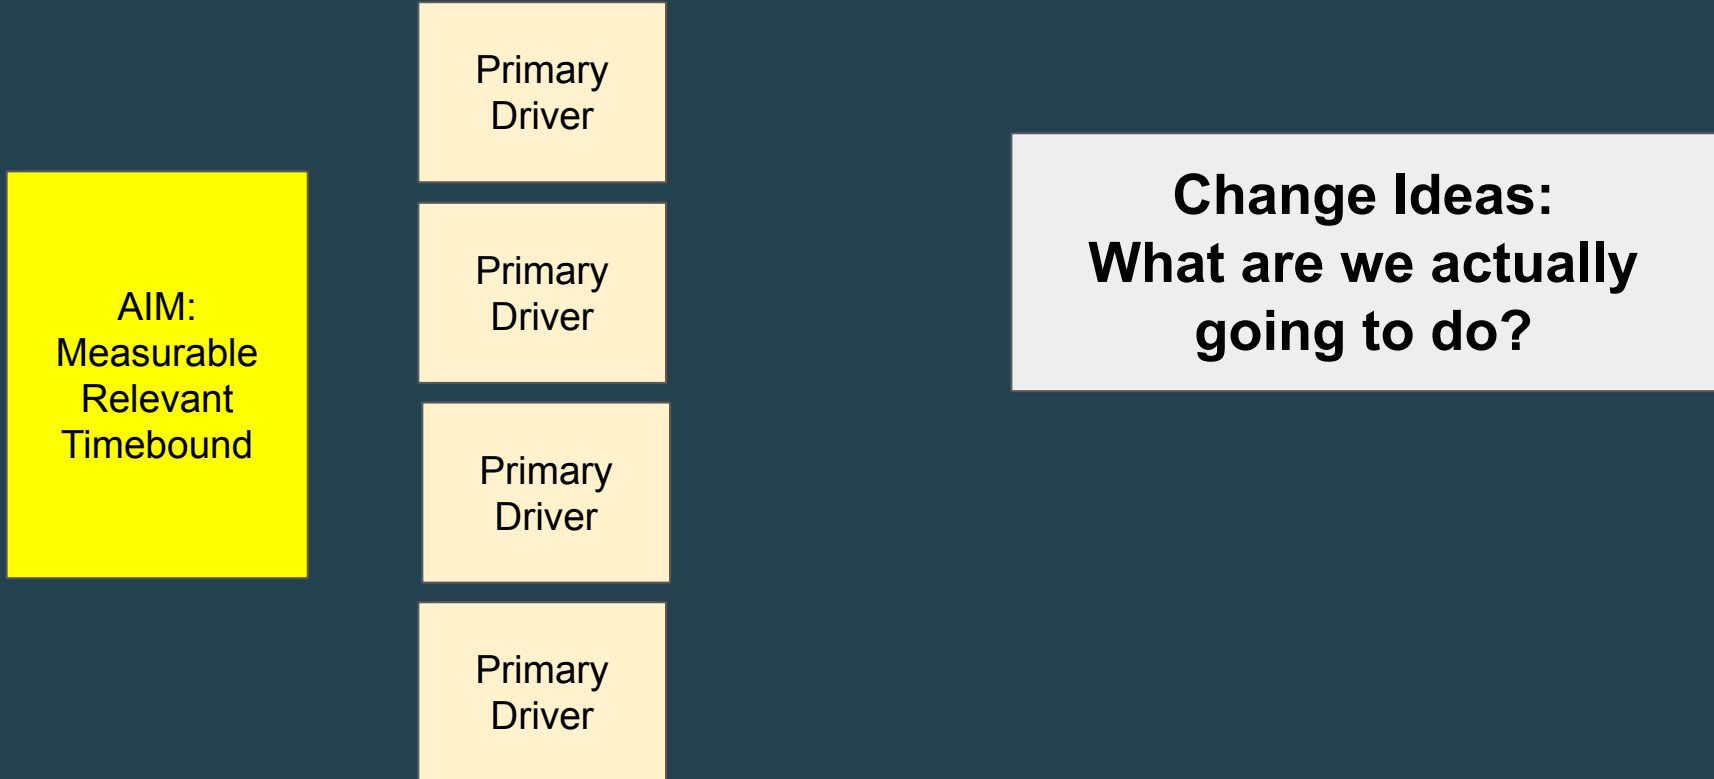 AIM:
Measurable
Relevant
Timebound
Primary
Driver
Primary
Driver
Primary
Driver
Primary
Driver
Change Ideas:
What are we actually
going to do?